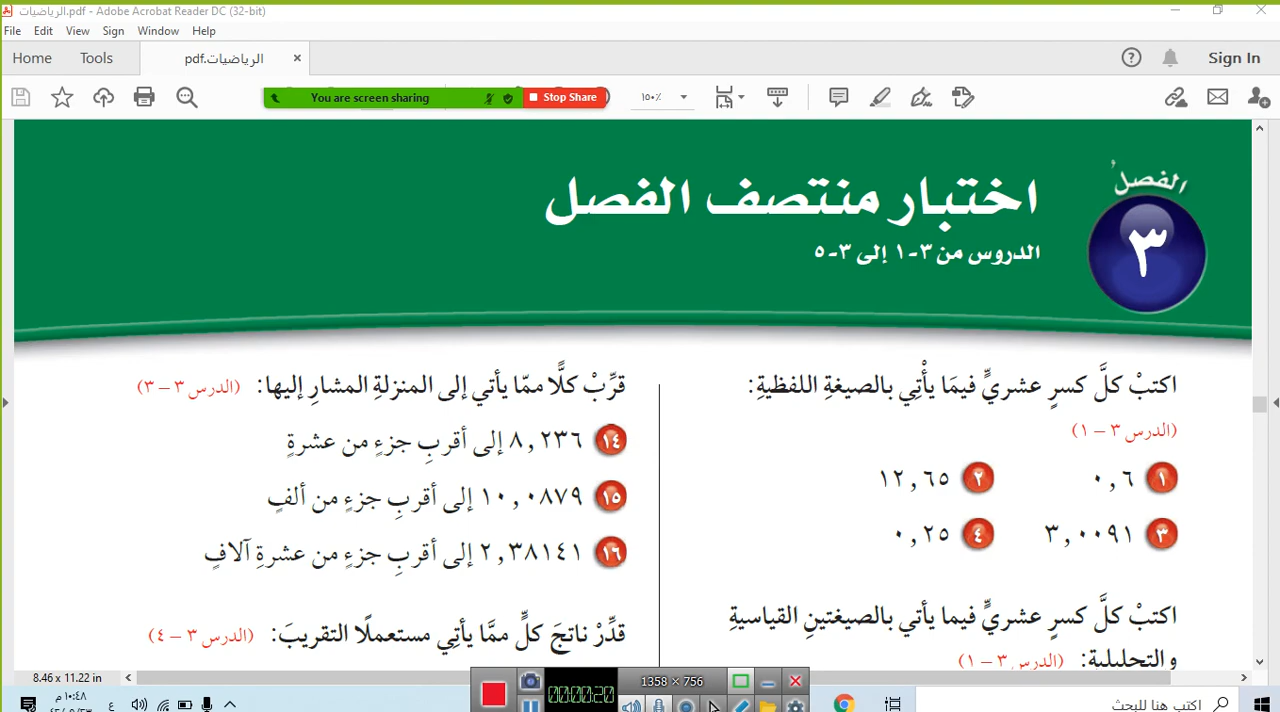 الرياضيات.pdf - Adobe Acrobat Reader DC (32-bit)
File Edit View Sign Window Help
Home Tools الرياضيات.pdf × Sign In
You are screen sharing Stop Share ١٥٠٪
الفصل ٣
اختبار منتصف الفصل
الدروس من ٣-١ إلى ٣-٥
اكتبْ كلَّ كسرٍ عشريٍّ فيمَا يأْتِي بالصيغةِ اللفظيةِ:
(الدرس ٣ – ١)
١ ٠,٦ ٢ ١٢,٦٥
٣ ٣,٠٠٩١ ٤ ٠,٢٥
اكتبْ كلَّ كسرٍ عشريٍّ فيما يأتي بالصيغتينِ القياسيةِ
والتحليلية: (الدرس ٣ – ١)
قرِّبْ كلًّا ممّا يأتي إلى المنزلةِ المشارِ إليها: (الدرس ٣ – ٣)
١٤ ٨,٢٣٦ إلى أقربِ جزءٍ من عشرةٍ
١٥ ١٠,٠٨٧٩ إلى أقربِ جزءٍ من ألفٍ
١٦ ٢,٣٨١٤١ إلى أقربِ جزءٍ من عشرةِ آلافٍ
قدِّرْ ناتجَ كلٍّ ممَّا يأتِي مستعملًا التقريبَ: (الدرس ٣ – ٤)
8.46 x 11.22 in
00:00:20 1358 × 756
١٠:٤٨ م
ع
اكتب هنا للبحث